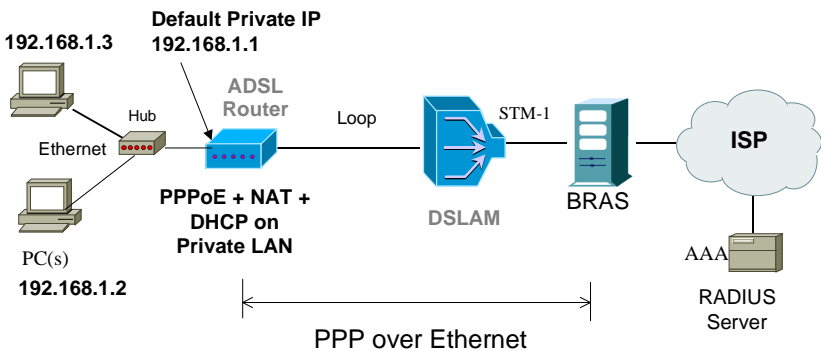 Default Private IP
192.168.1.1
192.168.1.3
ADSL
Router
Hub
Ethernet
Loop
STM-1
ISP
PPPoE + NAT +
DHCP on
Private LAN
DSLAM
BRAS
PC(s)
192.168.1.2
AAA
RADIUS
Server
PPP over Ethernet